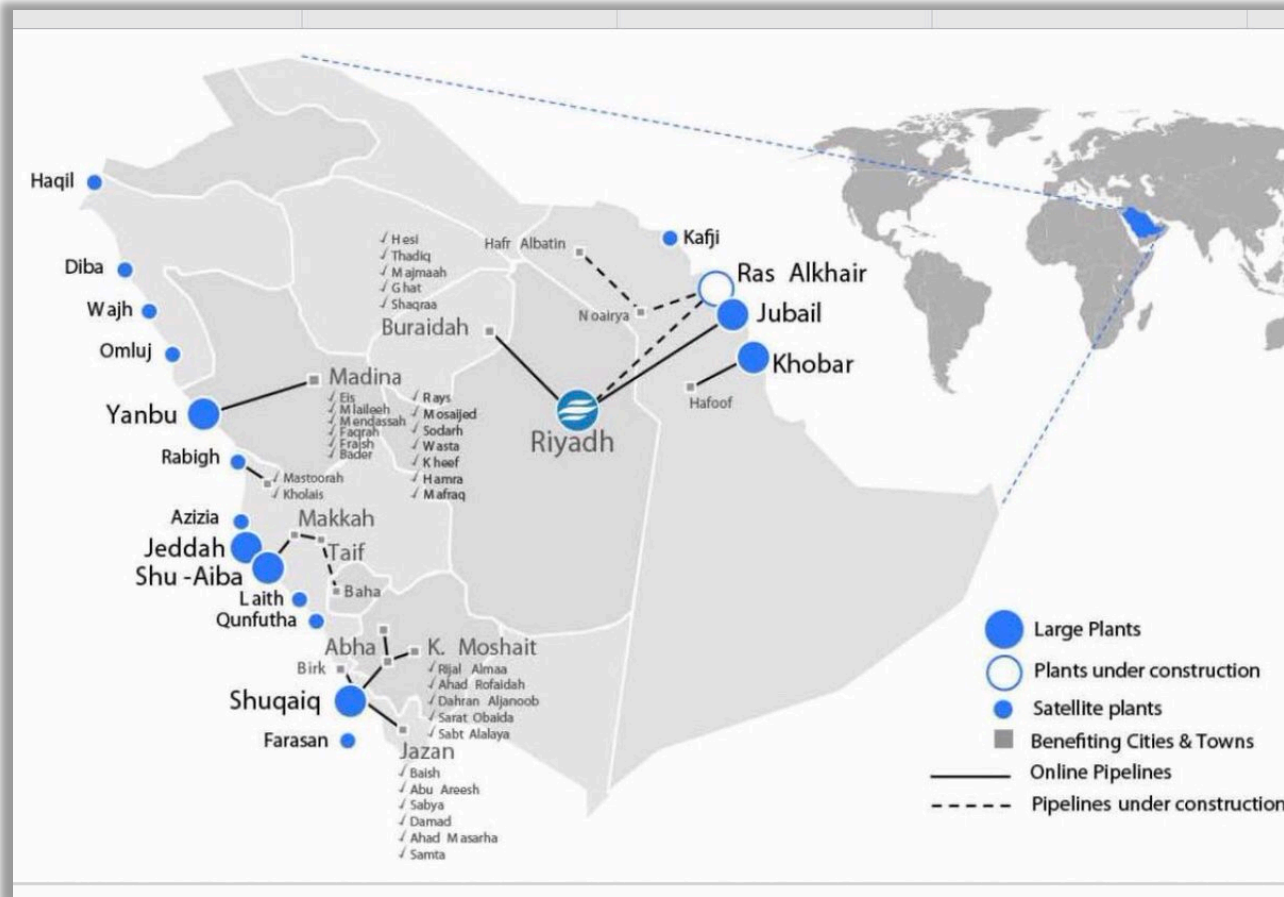 Haqil
Diba
Wajh
Omluj
Yanbu
Rabigh
Azizia
Jeddah
Shu -Aiba
Laith
Qunfutha
Birk
Shuqaiq
Farasan
Hesi
Thadiq
Majmaah
Ghat
Shaqraa
Buraidah
Hafr Albatin
Noairya
Kafji
Ras Alkhair
Jubail
Khobar
Hafoof
Riyadh
Madina
Eis
Mlaileeh
Mendassah
Faqrah
Frajsh
Bader
Rays
Mosaijed
Sodarh
Wasta
Kheef
Hamra
Mafraq
Mastoorah
Kholais
Makkah
Taif
Baha
Abha
K. Moshait
Rijal Almaa
Ahad Rofaidah
Dahran Aljanoob
Sarat Obaida
Sabt Alalaya
Jazan
Baish
Abu Areesh
Sabya
Damad
Ahad Masarha
Samta
Large Plants
Plants under construction
Satellite plants
Benefiting Cities & Towns
Online Pipelines
Pipelines under construction